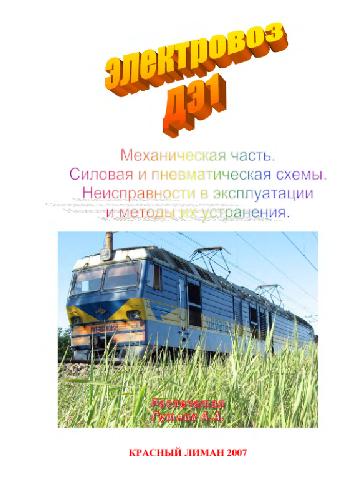 Электровоз
ДЭ1
Механическая часть.
Силовая и пневматическая схемы.
Неисправности в эксплуатации
и методы их устранения.
КРАСНЫЙ ЛИМАН 2007